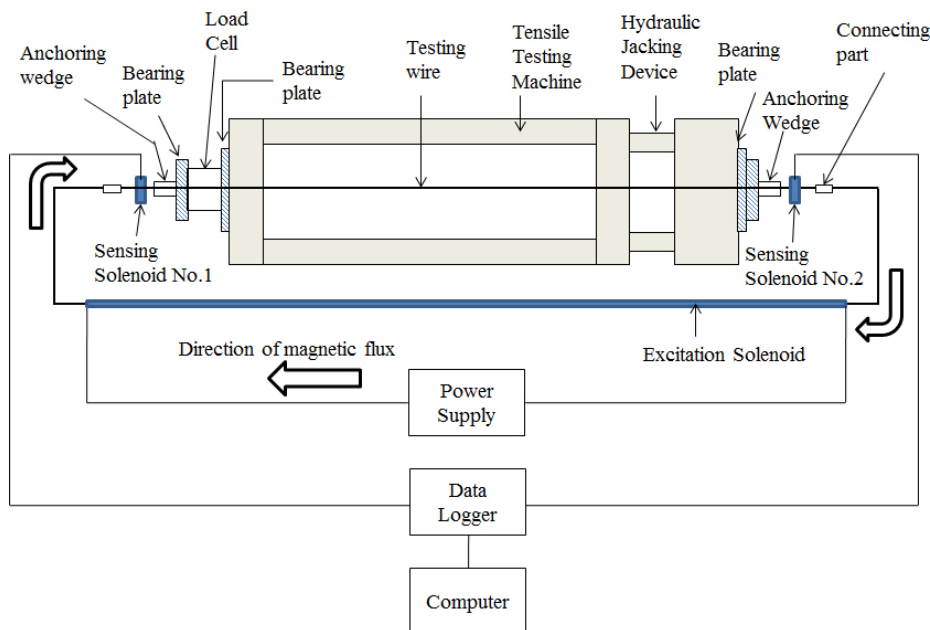 Anchoring
wedge
Bearing
plate
Load
Cell
Bearing
plate
Testing
wire
Tensile
Testing
Machine
Hydraulic
Jacking
Device
Bearing
plate
Anchoring
Wedge
Connecting
part
Sensing
Solenoid No.1
Sensing
Solenoid No.2
Direction of magnetic flux
Excitation Solenoid
Power
Supply
Data
Logger
Computer